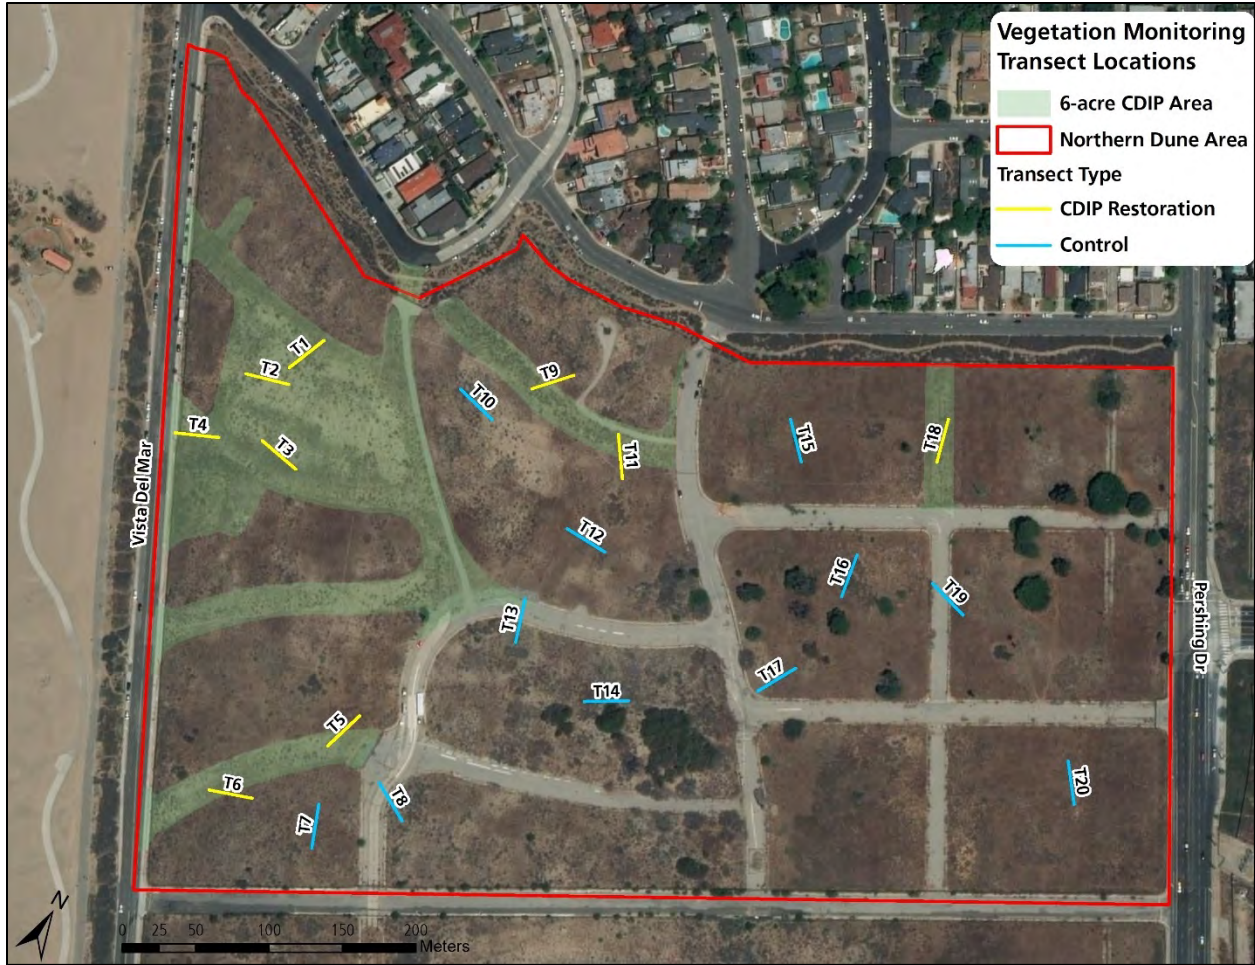 Vegetation Monitoring
Transect Locations
6-acre CDIP Area
Northern Dune Area
Transect Type
CDIP Restoration
Control
T1
T2
T9
T10
T4
T3
T11
T15
T18
Vista Del Mar
T12
T16
T19
Pershing Dr
T13
T17
T14
T5
T6
T7
T8
T20
N
0 25 50 100 150 200
Meters